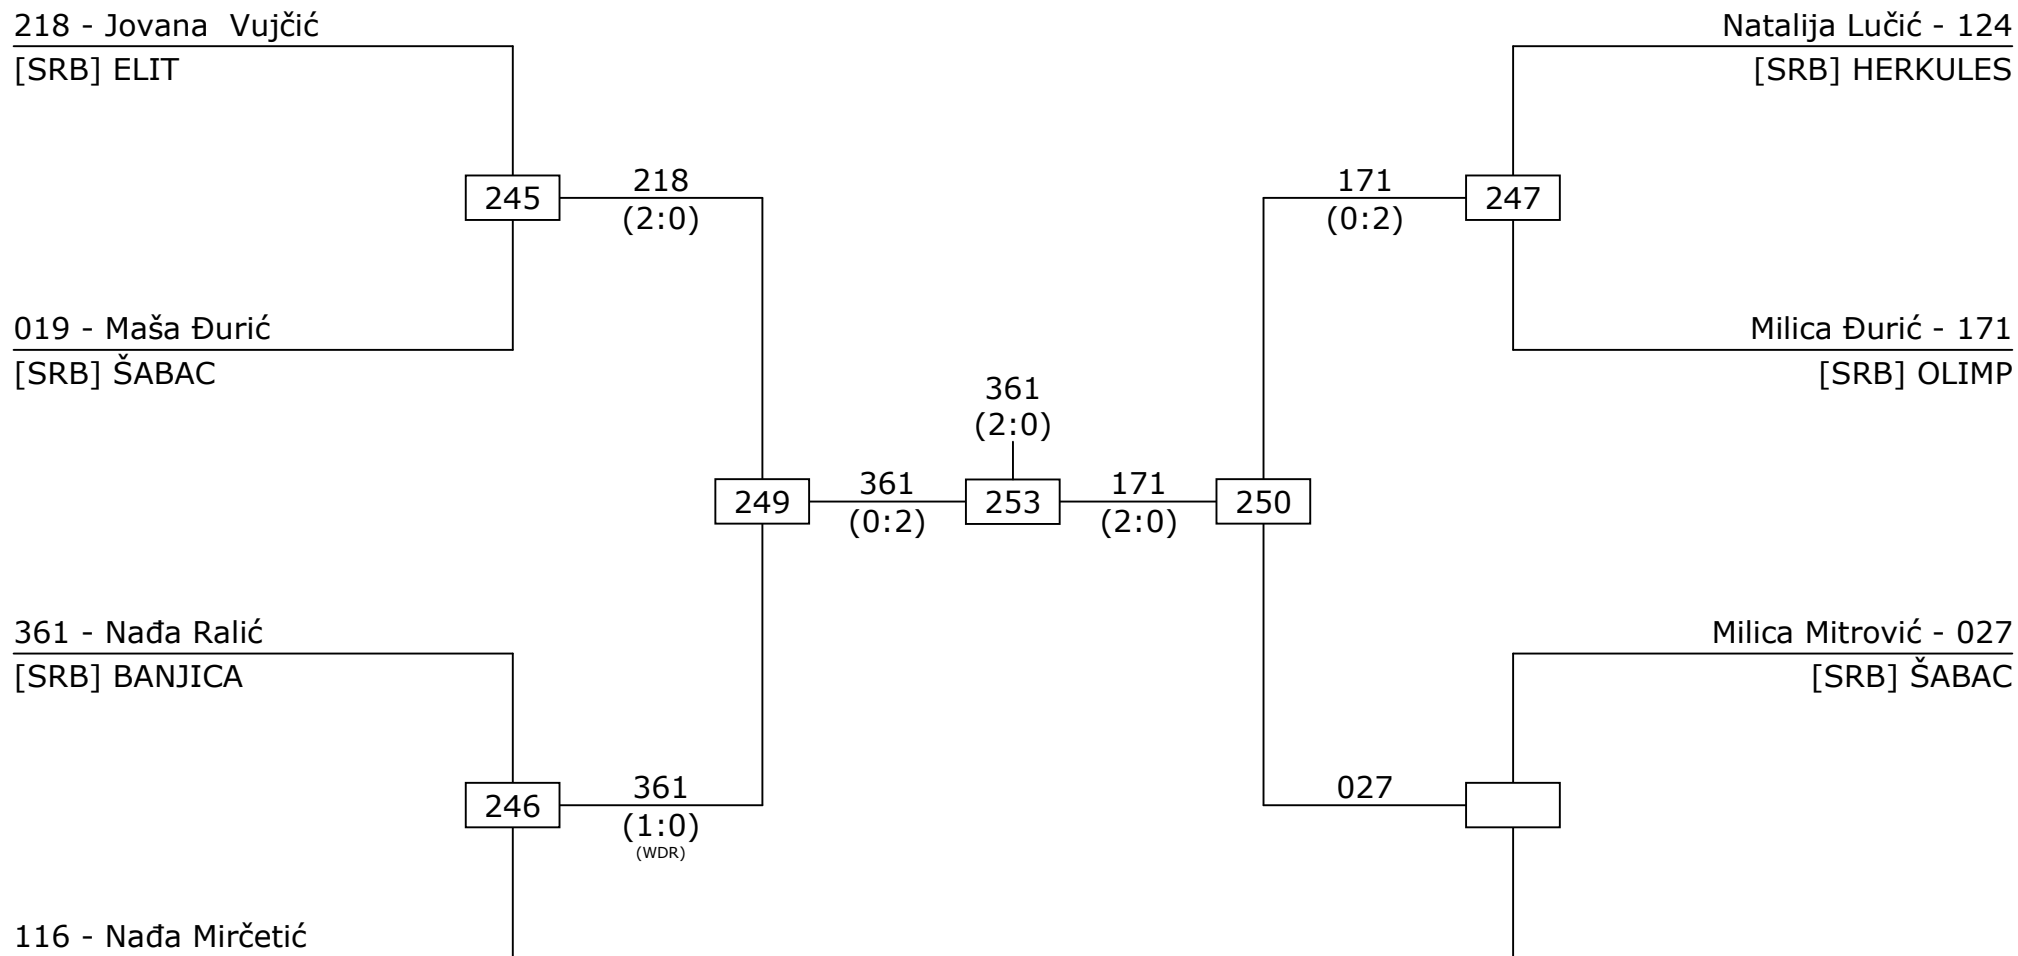 218 - Jovana  Vujčić
[SRB] ELIT
Natalija Lučić - 124
[SRB] HERKULES
245
218
(2:0)
171
(0:2)
247
019 - Maša Đurić
[SRB] ŠABAC
Milica Đurić - 171
[SRB] OLIMP
361
(2:0)
249
361
(0:2)
253
171
(2:0)
250
361 - Nađa Ralić
[SRB] BANJICA
Milica Mitrović - 027
[SRB] ŠABAC
246
361
(1:0)
(WDR)
027
116 - Nađa Mirčetić